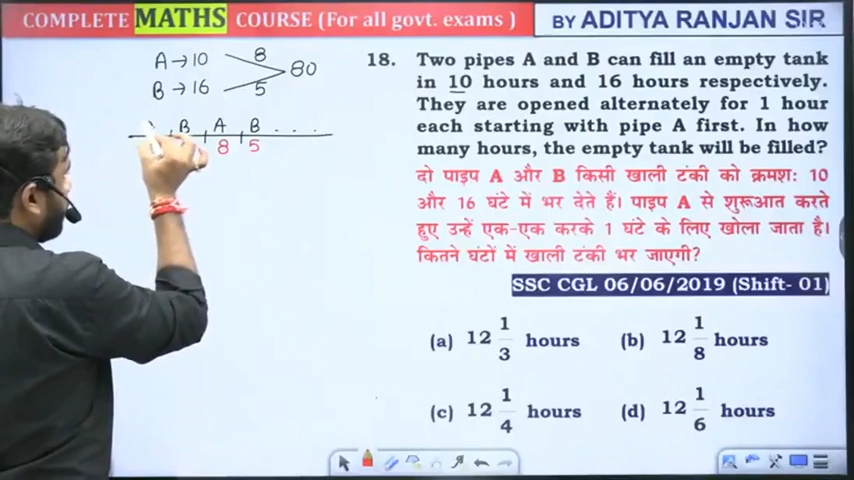 COMPLETE MATHS COURSE (For all govt. exams)
BY ADITYA RANJAN SIR
A→10 8
80
B→16 5
B A B . . .
8 5
18. Two pipes A and B can fill an empty tank
in 10 hours and 16 hours respectively.
They are opened alternately for 1 hour
each starting with pipe A first. In how
many hours, the empty tank will be filled?
दो पाइप A और B किसी खाली टंकी को क्रमश: 10
और 16 घंटे में भर देते हैं। पाइप A से शुरूआत करते
हुए उन्हें एक-एक करके 1 घंटे के लिए खोला जाता है।
कितने घंटों में खाली टंकी भर जाएगी?
SSC CGL 06/06/2019 (Shift- 01)
(a) 12 1/3 hours (b) 12 1/8 hours
(c) 12 1/4 hours (d) 12 1/6 hours